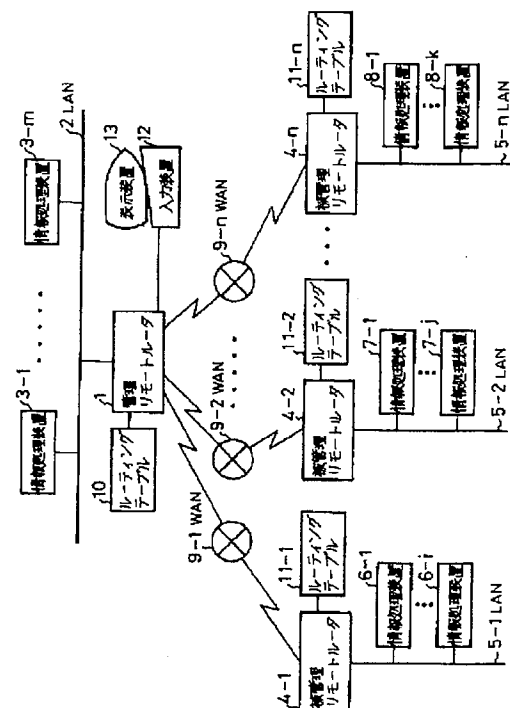 3-1
情報処理装置
3-m
情報処理装置
2 LAN
13
表示装置
12
入力装置
1
管理
リモートルータ
10
ルーティング
テーブル
9-1 WAN
9-2 WAN
9-n WAN
4-1
被管理
リモートルータ
11-1
ルーティング
テーブル
6-1
情報処理装置
6-i
情報処理装置
5-1 LAN
4-2
被管理
リモートルータ
11-2
ルーティング
テーブル
7-1
情報処理装置
7-j
情報処理装置
5-2 LAN
4-n
被管理
リモートルータ
11-n
ルーティング
テーブル
8-1
情報処理装置
8-k
情報処理装置
5-n LAN